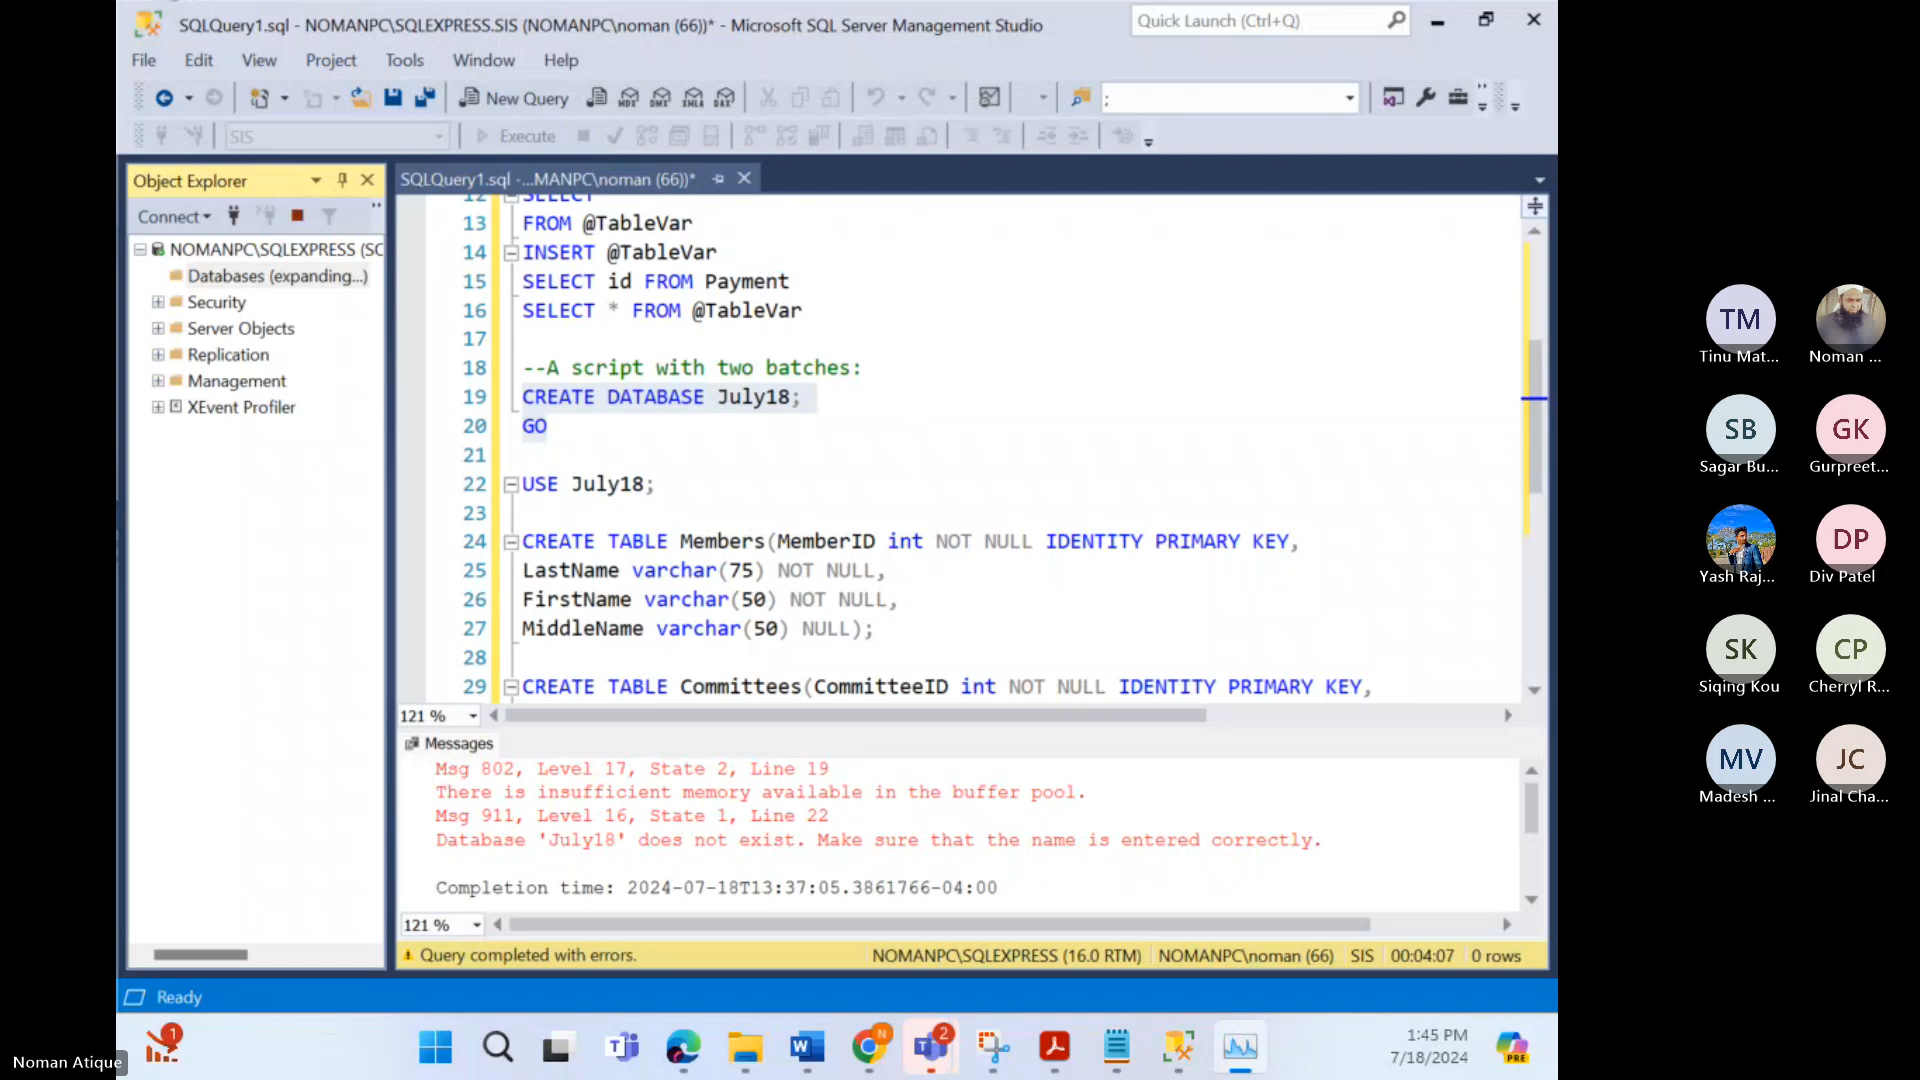 SQLQuery1.sql - NOMANPC\SQLEXPRESS.SIS (NOMANPC\noman (66))* - Microsoft SQL Server Management Studio
Quick Launch (Ctrl+Q)
File Edit View Project Tools Window Help
New Query
MDX DMX XMLA DAX
;
SIS
Execute
Object Explorer
SQLQuery1.sql -...MANPC\noman (66))*
Connect
NOMANPC\SQLEXPRESS (SC
Databases (expanding...)
Security
Server Objects
Replication
Management
XEvent Profiler
12 SELECT
13 FROM @TableVar
14 INSERT @TableVar
15 SELECT id FROM Payment
16 SELECT * FROM @TableVar
17
18 --A script with two batches:
19 CREATE DATABASE July18;
20 GO
21
22 USE July18;
23
24 CREATE TABLE Members(MemberID int NOT NULL IDENTITY PRIMARY KEY,
25 LastName varchar(75) NOT NULL,
26 FirstName varchar(50) NOT NULL,
27 MiddleName varchar(50) NULL);
28
29 CREATE TABLE Committees(CommitteeID int NOT NULL IDENTITY PRIMARY KEY,
121 %
Messages
Msg 802, Level 17, State 2, Line 19
There is insufficient memory available in the buffer pool.
Msg 911, Level 16, State 1, Line 22
Database 'July18' does not exist. Make sure that the name is entered correctly.
Completion time: 2024-07-18T13:37:05.3861766-04:00
121 %
Query completed with errors.
NOMANPC\SQLEXPRESS (16.0 RTM)
NOMANPC\noman (66)
SIS
00:04:07
0 rows
Ready
1
N
2
1:45 PM
7/18/2024
PRE
Noman Atique
TM
Tinu Mat...
Noman ...
SB
Sagar Bu...
GK
Gurpreet...
Yash Raj...
DP
Div Patel
SK
Siqing Kou
CP
Cherryl R...
MV
Madesh ...
JC
Jinal Cha...